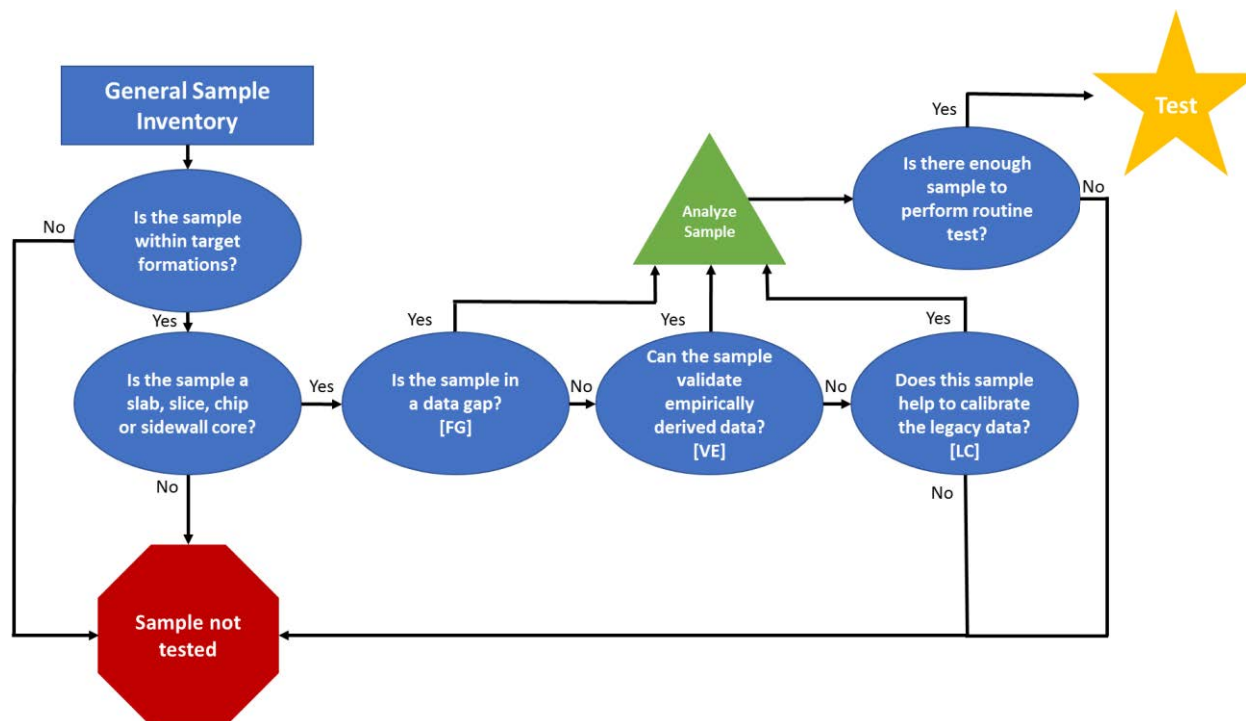 General Sample
Inventory
No
Is the sample
within target
formations?
Yes
Is the sample a
slab, slice, chip
or sidewall core?
No
Sample not
tested
Yes
Is the sample in
a data gap?
[FG]
Yes
No
Can the sample
validate
empirically
derived data?
[VE]
Yes
No
Does this sample
help to calibrate
the legacy data?
[LC]
Yes
No
Analyze
Sample
Is there enough
sample to
perform routine
test?
Yes
No
Test